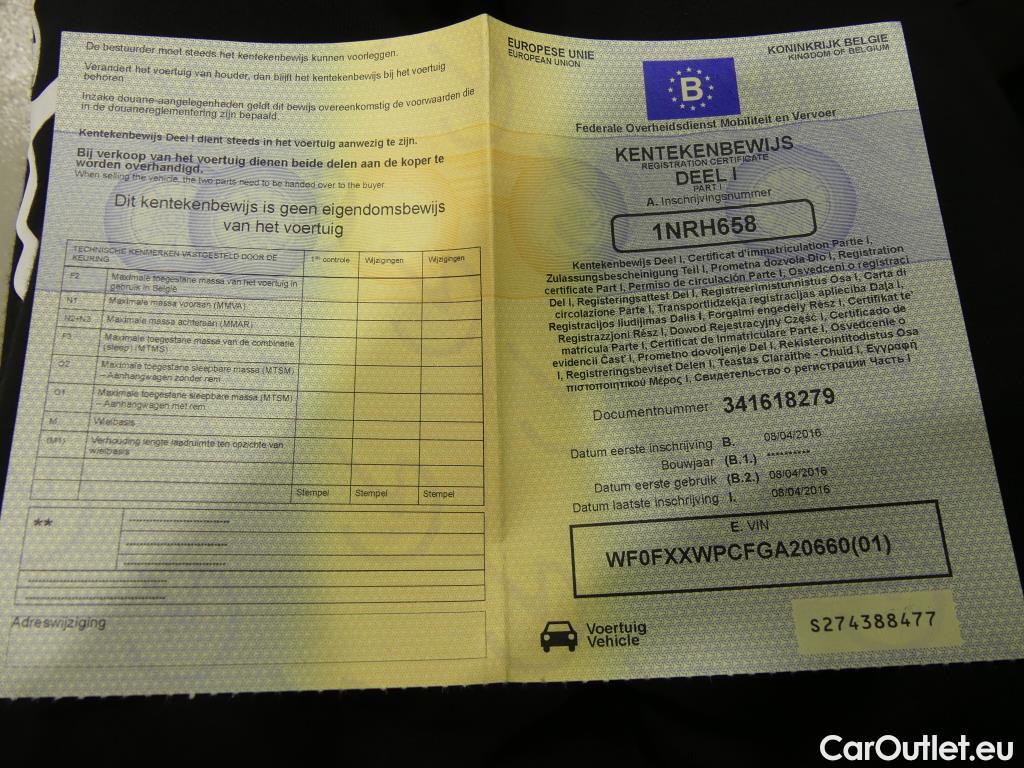 De bestuurder moet steeds het kentekenbewijs kunnen voorleggen.
Verandert het voertuig van houder, dan blijft het kentekenbewijs bij het voertuig
behoren.
Inzake douane-aangelegenheden geldt dit bewijs overeenkomstig de voorwaarden die
in de douanereglementering zijn bepaald.
Kentekenbewijs Deel I dient steeds in het voertuig aanwezig te zijn.
Bij verkoop van het voertuig dienen beide delen aan de koper te
worden overhandigd.
When selling the vehicle, the two parts need to be handed over to the buyer.
Dit kentekenbewijs is geen eigendomsbewijs
van het voertuig
TECHNISCHE KENMERKEN VASTGESTELD DOOR DE
KEURING
1ste controle
Wijzigingen
Wijzigingen
F2 Maximale toegestane massa van het voertuig in
gebruik in België
N1 Maximale massa vooraan (MMVA)
N2+N3 Maximale massa achteraan (MMAR)
F3 Maximale toegestane massa van de combinatie
(sleep) (MTMS)
O2 Maximale toegestane sleepbare massa (MTSM)
– Aanhangwagen zonder rem
O1 Maximale toegestane sleepbare massa (MTSM)
– Aanhangwagen met rem
M Wielbasis
(M1) Verhouding lengte laadruimte ten opzichte van
wielbasis
Stempel Stempel Stempel
**
Adreswijziging
EUROPESE UNIE
EUROPEAN UNION
KONINKRIJK BELGIE
KINGDOM OF BELGIUM
B
Federale Overheidsdienst Mobiliteit en Vervoer
KENTEKENBEWIJS
REGISTRATION CERTIFICATE
DEEL I
PART I
A. Inschrijvingsnummer
1NRH658
Kentekenbewijs Deel I, Certificat d'immatriculation Partie I,
Zulassungsbescheinigung Teil I, Prometna dozvola Dio I, Registration
certificate Part I, Permiso de circulación Parte I, Osvedceni o registraci
Del I, Registeringsattest Del I, Registreerimistunnistus Osa I, Carta di
circolazione Parte I, Transportlidzekja registracijas aplieciba Daļa I,
Registracijos liudijimas Dalis I, Forgalmi engedély Rész I, Certifikat te'
Registrazzjoni Rész I, Dowod Rejestracyjny Część I, Certificado de
matricula Parte I, Certificat de Inmatriculare Parte I, Osvedcenie o
evidencii Čast' I, Prometno dovoljenje Del I, Rekisterointitodistus Osa
I, Registreringsbeviset Delen I, Teastas Claraithe - Chuid I, Εγγραφή
πιστοποιητικού Μέρος I, Свидетельство о регистрации Часть I
Documentnummer 341618279
Datum eerste inschrijving B. 08/04/2016
Bouwjaar (B.1.) **********
Datum eerste gebruik (B.2.) 08/04/2016
Datum laatste inschrijving I. 08/04/2016
E. VIN
WF0FXXWPCFGA20660(01)
Voertuig
Vehicle
S274388477
CarOutlet.eu